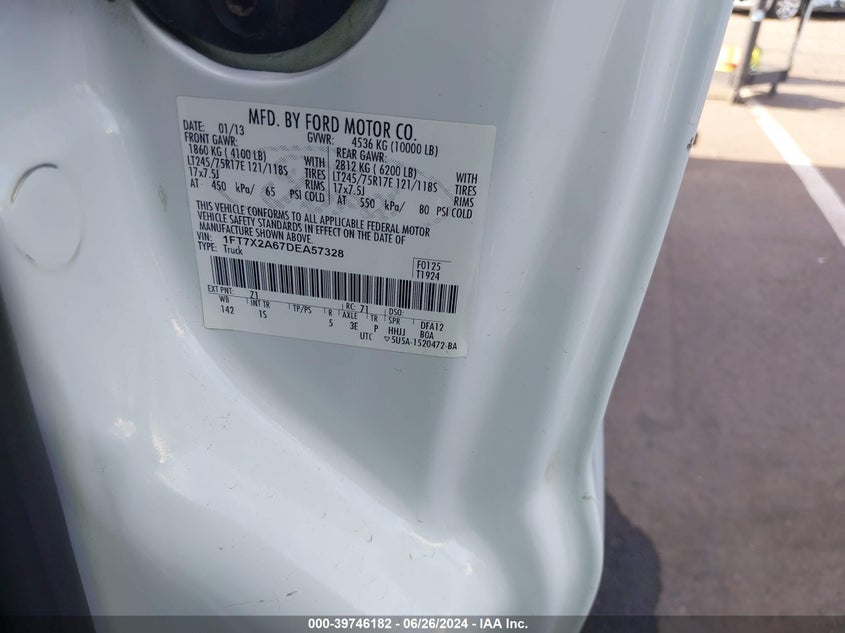 MFD. BY FORD MOTOR CO.
DATE: 01/13 GVWR: 4536 KG (10000 LB)
FRONT GAWR: REAR GAWR:
1860 KG ( 4100 LB) WITH 2812 KG ( 6200 LB) WITH
LT245/75R17E 121/118S TIRES LT245/75R17E 121/118S TIRES
17x7.5J RIMS 17x7.5J RIMS
AT 450 kPa/ 65 PSI COLD AT 550 kPa/ 80 PSI COLD
THIS VEHICLE CONFORMS TO ALL APPLICABLE FEDERAL MOTOR
VEHICLE SAFETY STANDARDS IN EFFECT ON THE DATE OF
MANUFACTURE SHOWN ABOVE.
VIN: 1FT7X2A67DEA57328
TYPE: Truck
F0125
T1924
EXT PNT: Z1 RC: 71 DSO:
WB INT TR TP/PS R AXLE TR SPR DFA12
142 15 5 3E P HHJJ BOA
UTC ▽5U5A-1520472-BA
000-39746182 - 06/26/2024 - IAA Inc.